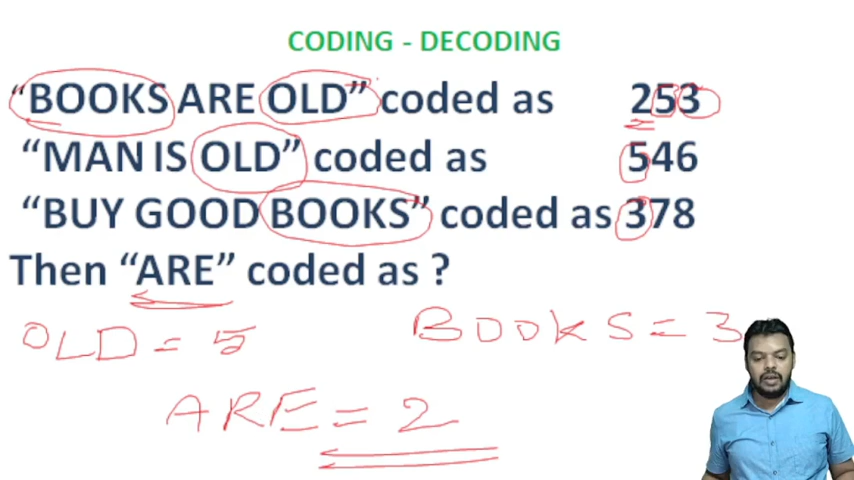 CODING - DECODING
“BOOKS ARE OLD” coded as 253
“MAN IS OLD” coded as 546
“BUY GOOD BOOKS” coded as 378
Then “ARE” coded as ?
OLD = 5 BOOKS = 3
ARE = 2